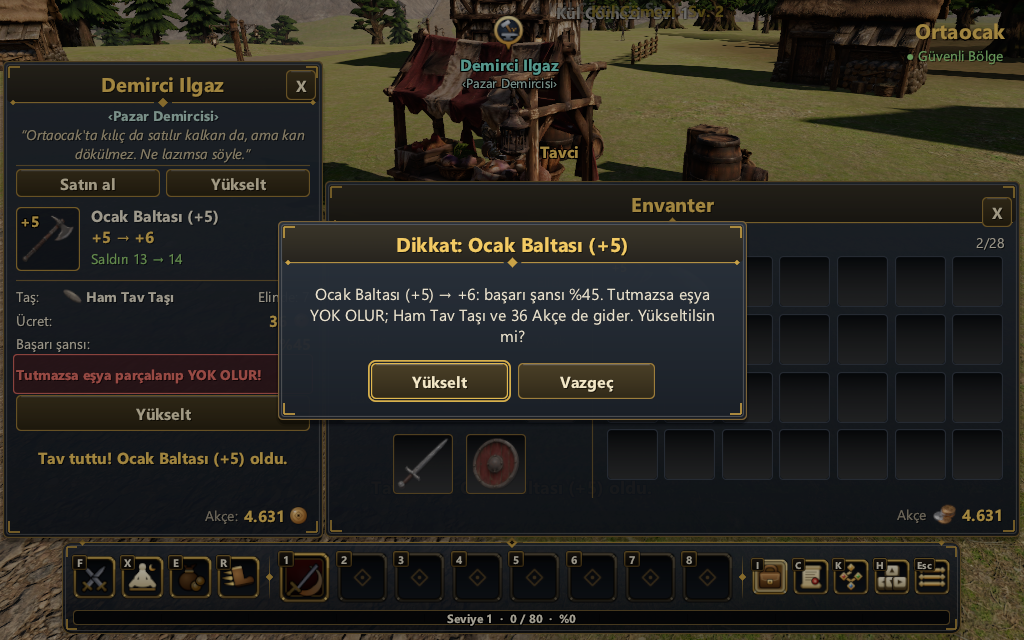 Ortaocak
Güvenli Bölge
Demirci Ilgaz
‹Pazar Demircisi›
Tavci
Demirci Ilgaz
X
‹Pazar Demircisi›
“Ortaocak'ta kılıç da satılır kalkan da, ama kan
dökülmez. Ne lazımsa söyle.”
Satın al
Yükselt
+5
Ocak Baltası (+5)
+5 → +6
Saldırı 13 → 14
Taş:
Ham Tav Taşı
Ücret:
Başarı şansı:
Tutmazsa eşya parçalanıp YOK OLUR!
Yükselt
Tav tuttu! Ocak Baltası (+5) oldu.
Akçe: 4.631
Envanter
X
2/28
Dikkat: Ocak Baltası (+5)
Ocak Baltası (+5) → +6: başarı şansı %45. Tutmazsa eşya
YOK OLUR; Ham Tav Taşı ve 36 Akçe de gider. Yükseltilsin
mi?
Yükselt
Vazgeç
Akçe 4.631
F X E R 1 2 3 4 5 6 7 8 I C K H Esc
Seviye 1 · 0 / 80 · %0